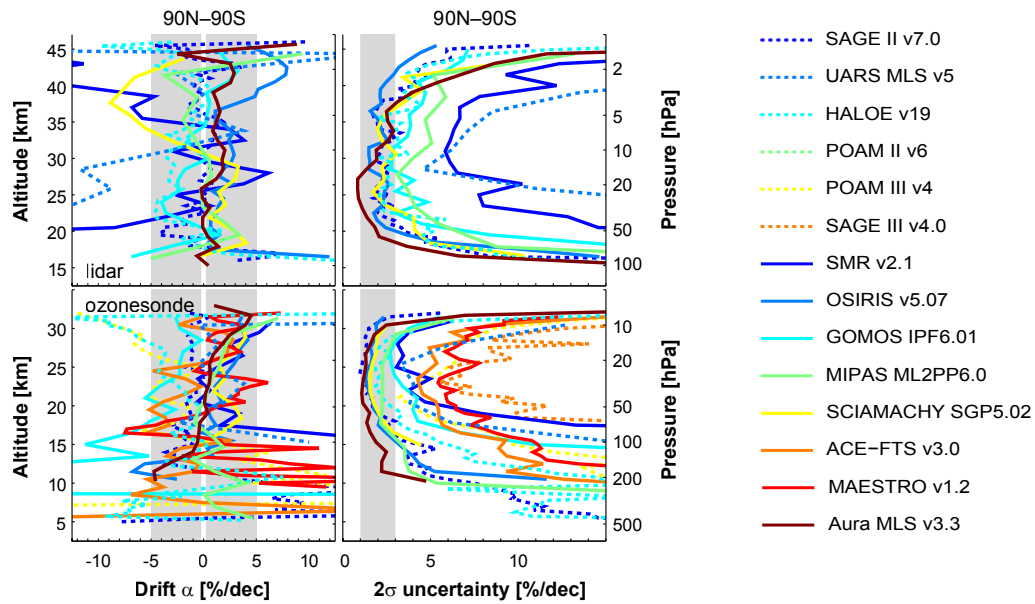 90N–90S
90N–90S
45
40
35
30
25
20
15
Altitude [km]
lidar
2
5
10
20
50
100
Pressure [hPa]
ozonesonde
30
25
20
15
10
5
Altitude [km]
10
20
50
100
200
500
Pressure [hPa]
-10
-5
0
5
10
Drift α [%/dec]
0
5
10
2σ uncertainty [%/dec]
SAGE II v7.0
UARS MLS v5
HALOE v19
POAM II v6
POAM III v4
SAGE III v4.0
SMR v2.1
OSIRIS v5.07
GOMOS IPF6.01
MIPAS ML2PP6.0
SCIAMACHY SGP5.02
ACE−FTS v3.0
MAESTRO v1.2
Aura MLS v3.3